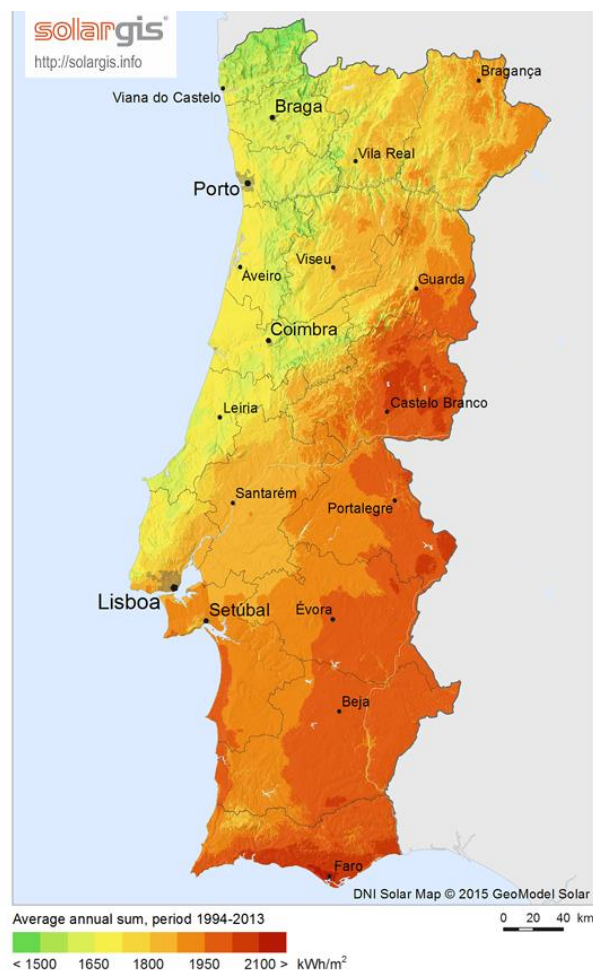 solargis
http://solargis.info
Bragança
Viana do Castelo
Braga
Vila Real
Porto
Viseu
Aveiro
Guarda
Coimbra
Castelo Branco
Leiria
Santarém
Portalegre
Lisboa
Setúbal
Évora
Beja
Faro
DNI Solar Map © 2015 GeoModel Solar
Average annual sum, period 1994-2013
0 20 40 km
< 1500 1650 1800 1950 2100 > kWh/m²